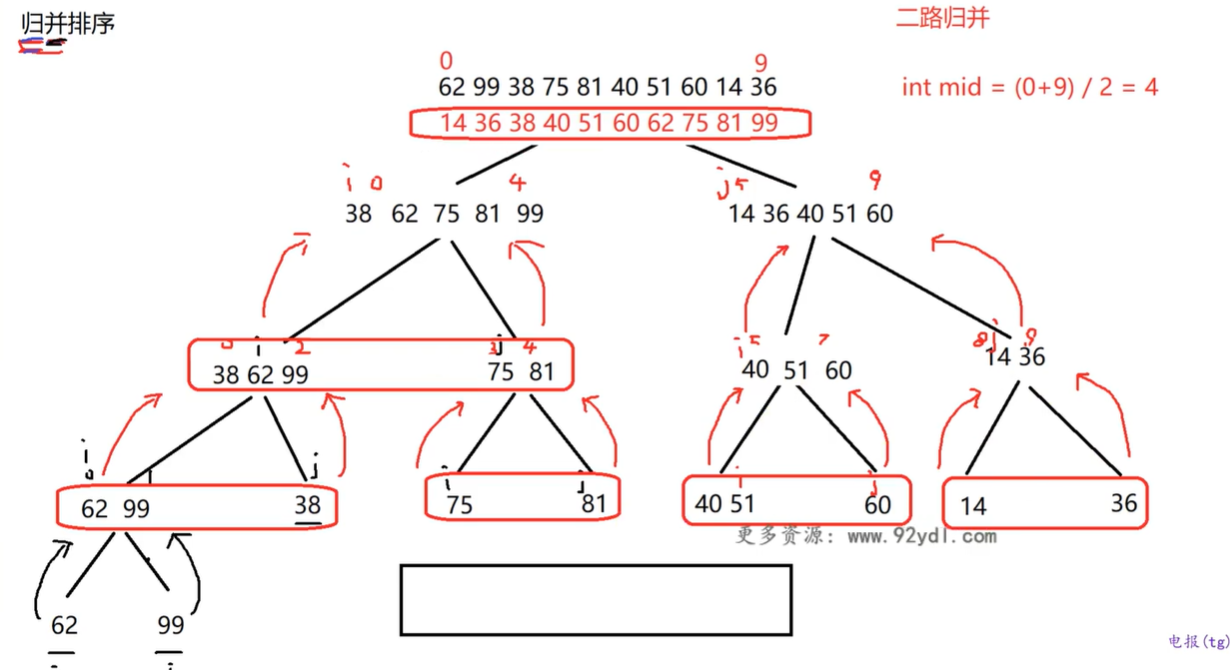 归并排序
二路归并
0 9
62 99 38 75 81 40 51 60 14 36
int mid = (0+9) / 2 = 4
14 36 38 40 51 60 62 75 81 99
i 0 4 j 5 9
38 62 75 81 99 14 36 40 51 60
0 i 2 3 j 4 i 5 7 8 j 9
38 62 99 75 81 40 51 60 14 36
i j
0 1
i j i j
62 99 38 75 81 40 51 60 14 36
更多资源：www.92ydl.com
62 99
电报(tg)